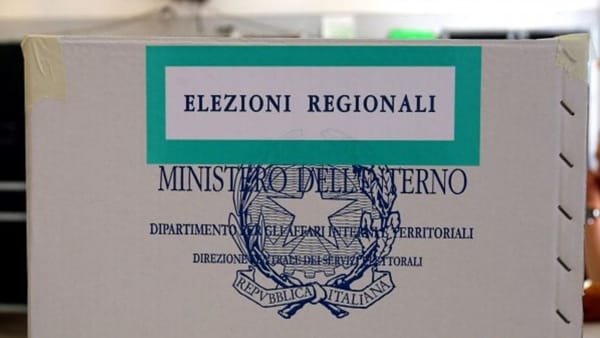 ELEZIONI REGIONALI
MINISTERO DELL'INTERNO
DIPARTIMENTO PER GLI AFFARI INTERNI E TERRITORIALI
DIREZIONE CENTRALE DEI SERVIZI ELETTORALI
REPVBBLICA ITALIANA